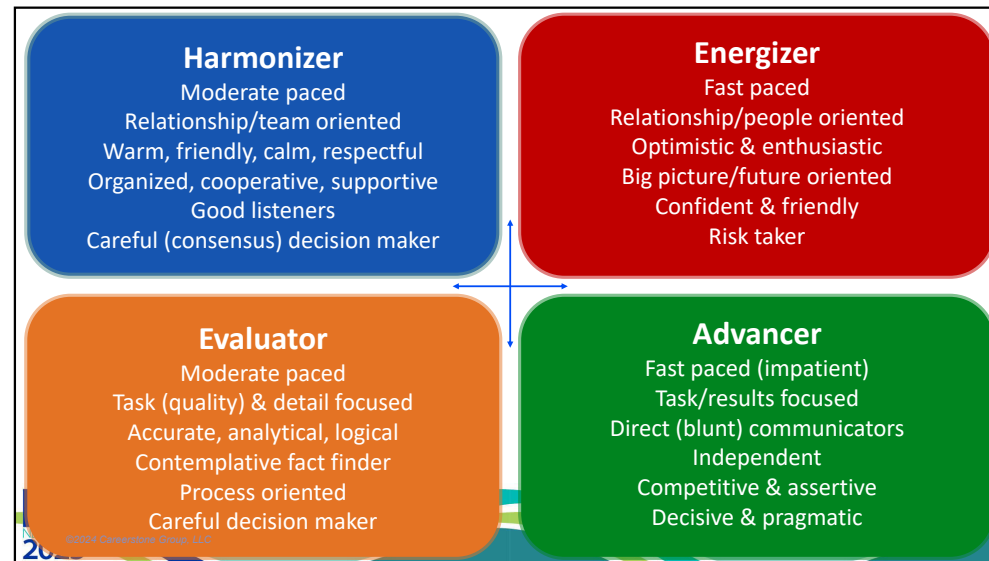 Harmonizer
Moderate paced
Relationship/team oriented
Warm, friendly, calm, respectful
Organized, cooperative, supportive
Good listeners
Careful (consensus) decision maker
Energizer
Fast paced
Relationship/people oriented
Optimistic & enthusiastic
Big picture/future oriented
Confident & friendly
Risk taker
Evaluator
Moderate paced
Task (quality) & detail focused
Accurate, analytical, logical
Contemplative fact finder
Process oriented
Careful decision maker
Advancer
Fast paced (impatient)
Task/results focused
Direct (blunt) communicators
Independent
Competitive & assertive
Decisive & pragmatic